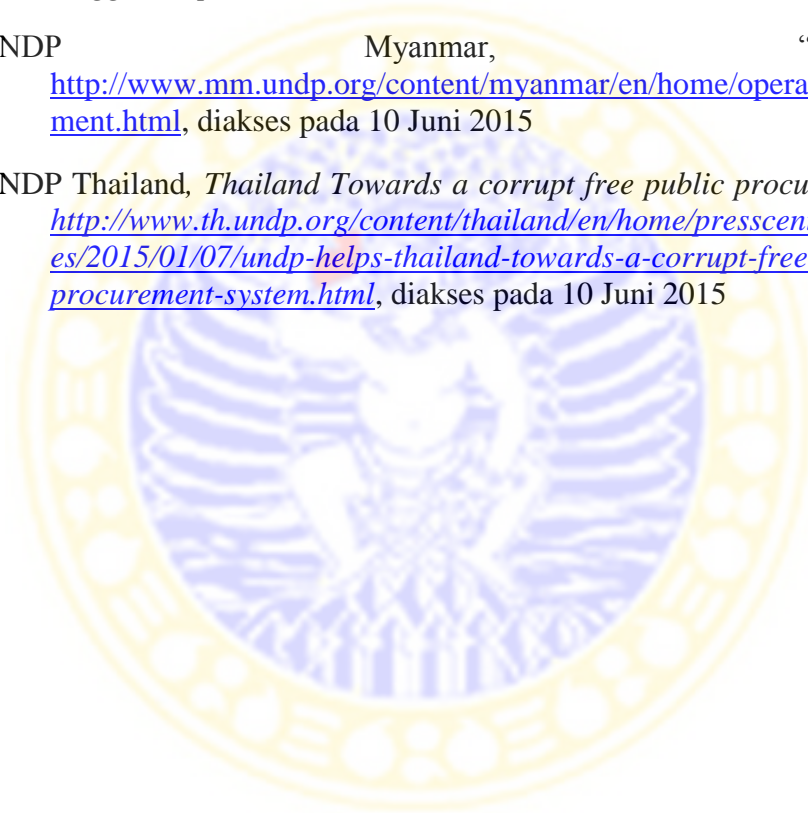 NDP Myanmar, “
http://www.mm.undp.org/content/myanmar/en/home/opera
ment.html, diakses pada 10 Juni 2015
NDP Thailand, Thailand Towards a corrupt free public procu
http://www.th.undp.org/content/thailand/en/home/presscen
es/2015/01/07/undp-helps-thailand-towards-a-corrupt-free
procurement-system.html, diakses pada 10 Juni 2015